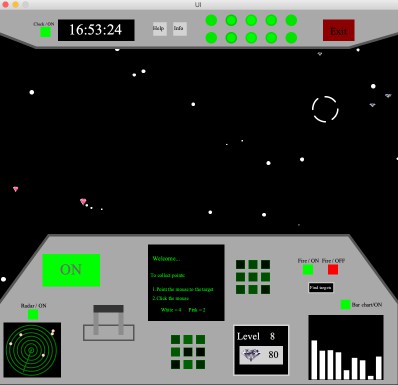 UI
Clock / ON
16:53:24
Help
Info
Exit
ON
Welcome...
To collect points:
1.Point the mouse to the target
2.Click the mouse
White = 4 Pink = 2
Fire / ON
Fire / OFF
Radar / ON
Bar chart/ON
Level 8
80